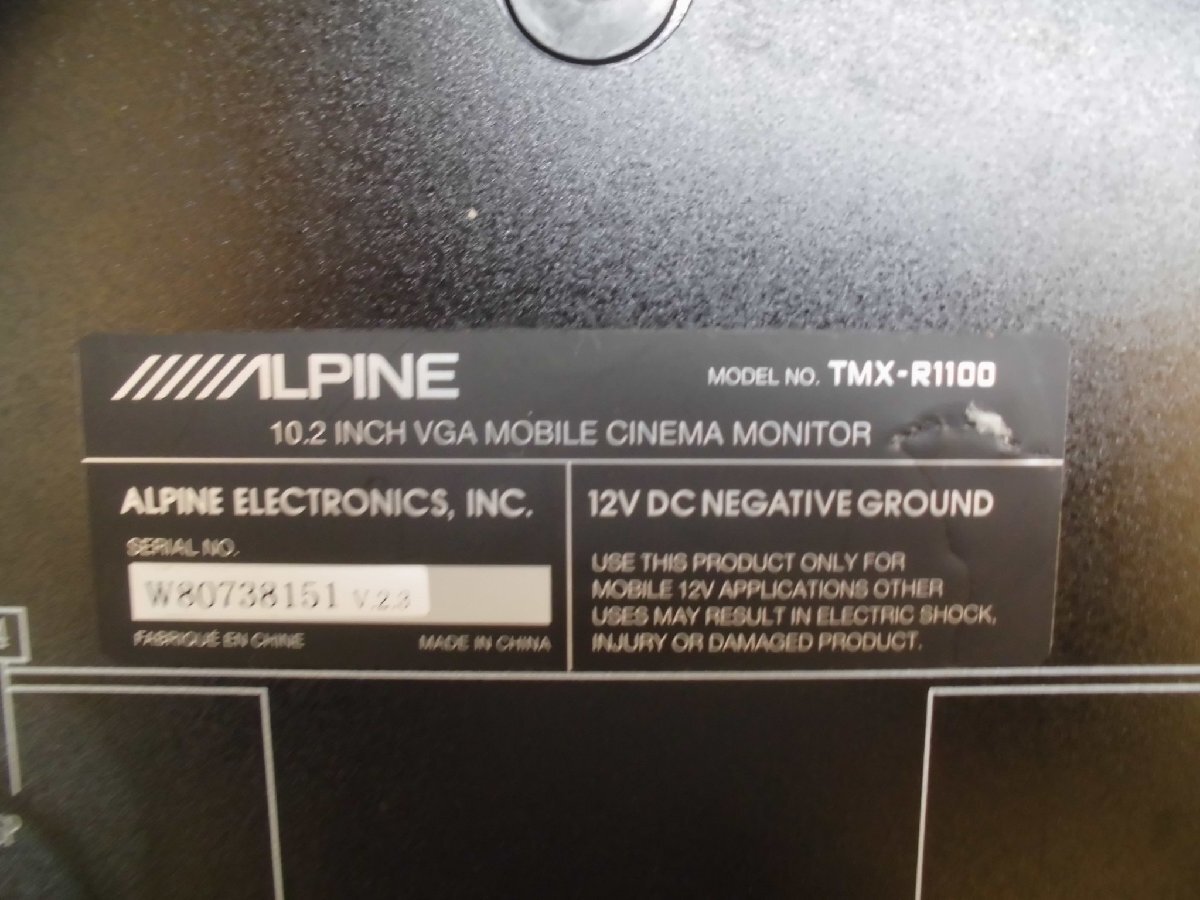 ALPINE
MODEL NO. TMX-R1100
10.2 INCH VGA MOBILE CINEMA MONITOR
ALPINE ELECTRONICS, INC.
SERIAL NO.
W80738151 V.2.3
FABRIQUÉ EN CHINE
MADE IN CHINA
12V DC NEGATIVE GROUND
USE THIS PRODUCT ONLY FOR
MOBILE 12V APPLICATIONS OTHER
USES MAY RESULT IN ELECTRIC SHOCK,
INJURY OR DAMAGED PRODUCT.